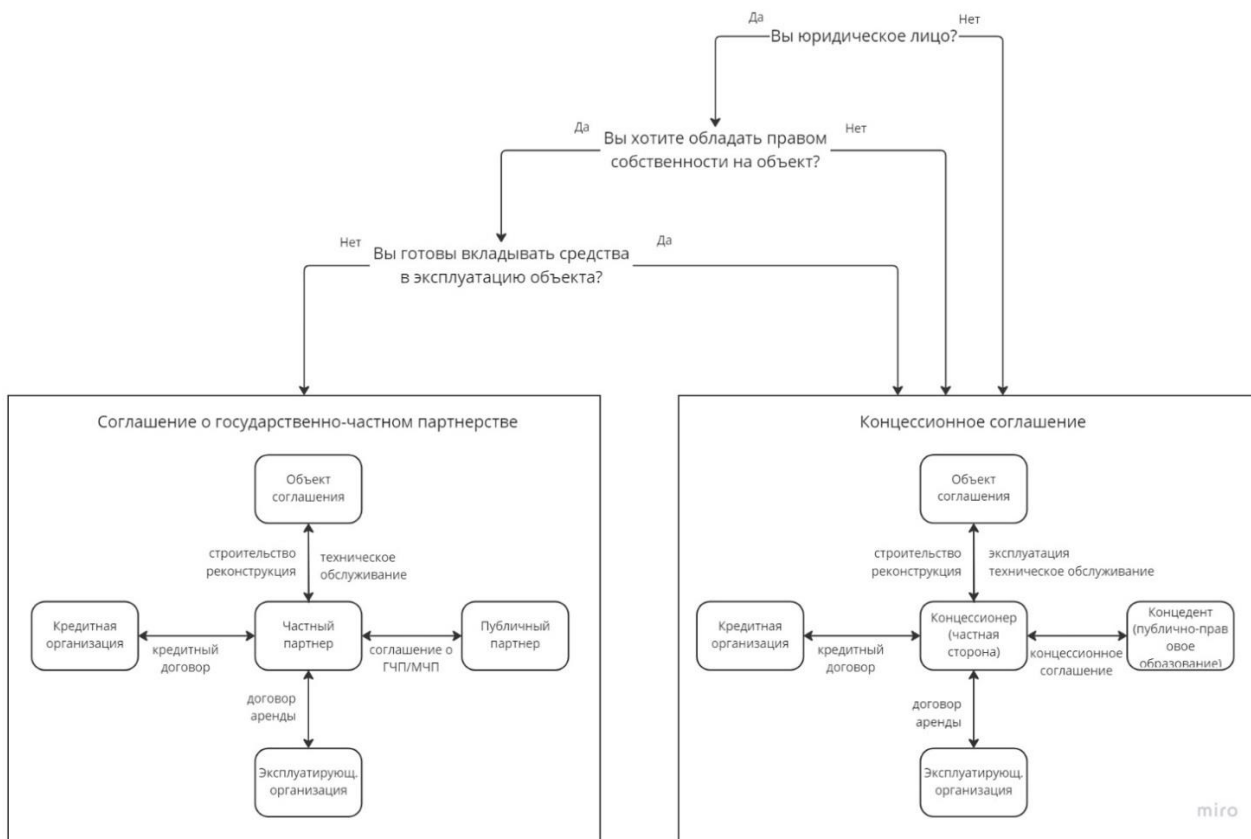 Да
Нет
Вы юридическое лицо?
Да
Нет
Вы хотите обладать правом
собственности на объект?
Нет
Да
Вы готовы вкладывать средства
в эксплуатацию объекта?
Соглашение о государственно-частном партнерстве
Объект
соглашения
строительство
реконструкция
техническое
обслуживание
Кредитная
организация
кредитный
договор
Частный
партнер
соглашение о
ГЧП/МЧП
Публичный
партнер
договор
аренды
Эксплуатирующ.
организация
Концессионное соглашение
Объект
соглашения
строительство
реконструкция
эксплуатация
техническое обслуживание
Кредитная
организация
кредитный
договор
Концессионер
(частная
сторона)
концессионное
соглашение
Концедент
(публично-прав
овое
образование)
договор
аренды
Эксплуатирующ.
организация
miro